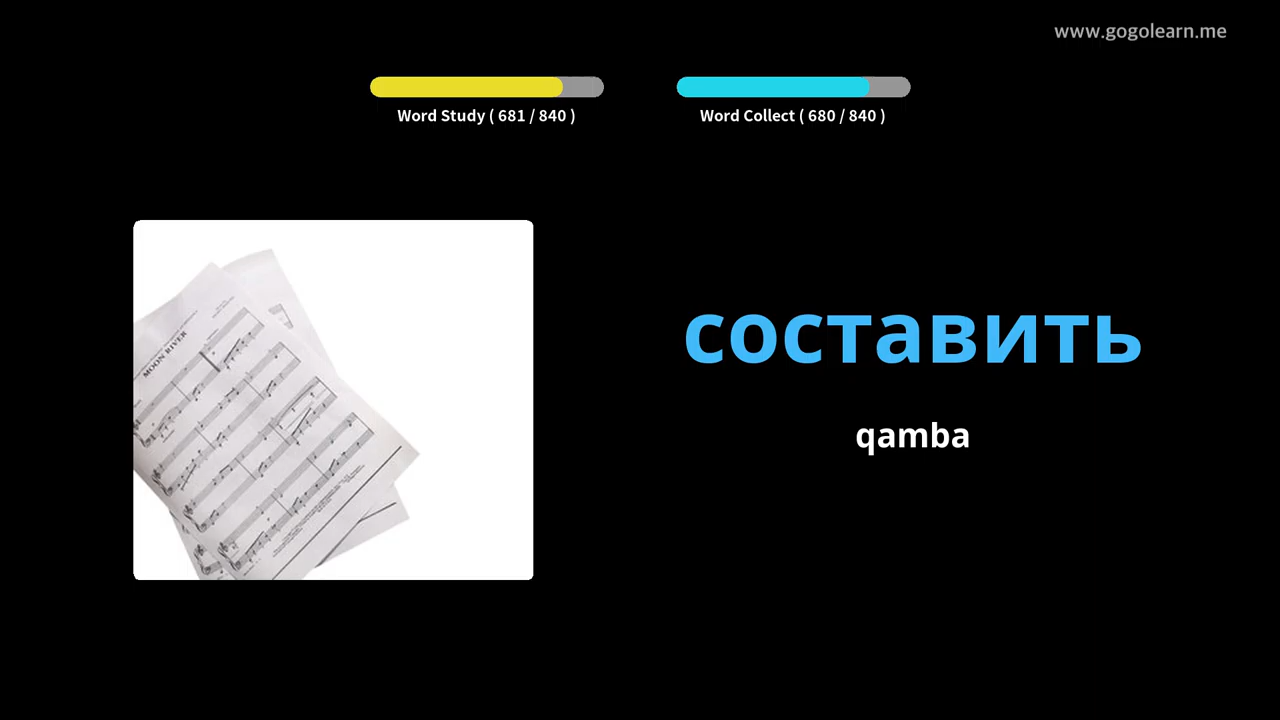 www.gogolearn.me
Word Study ( 681 / 840 )
Word Collect ( 680 / 840 )
MOON RIVER
составить
qamba